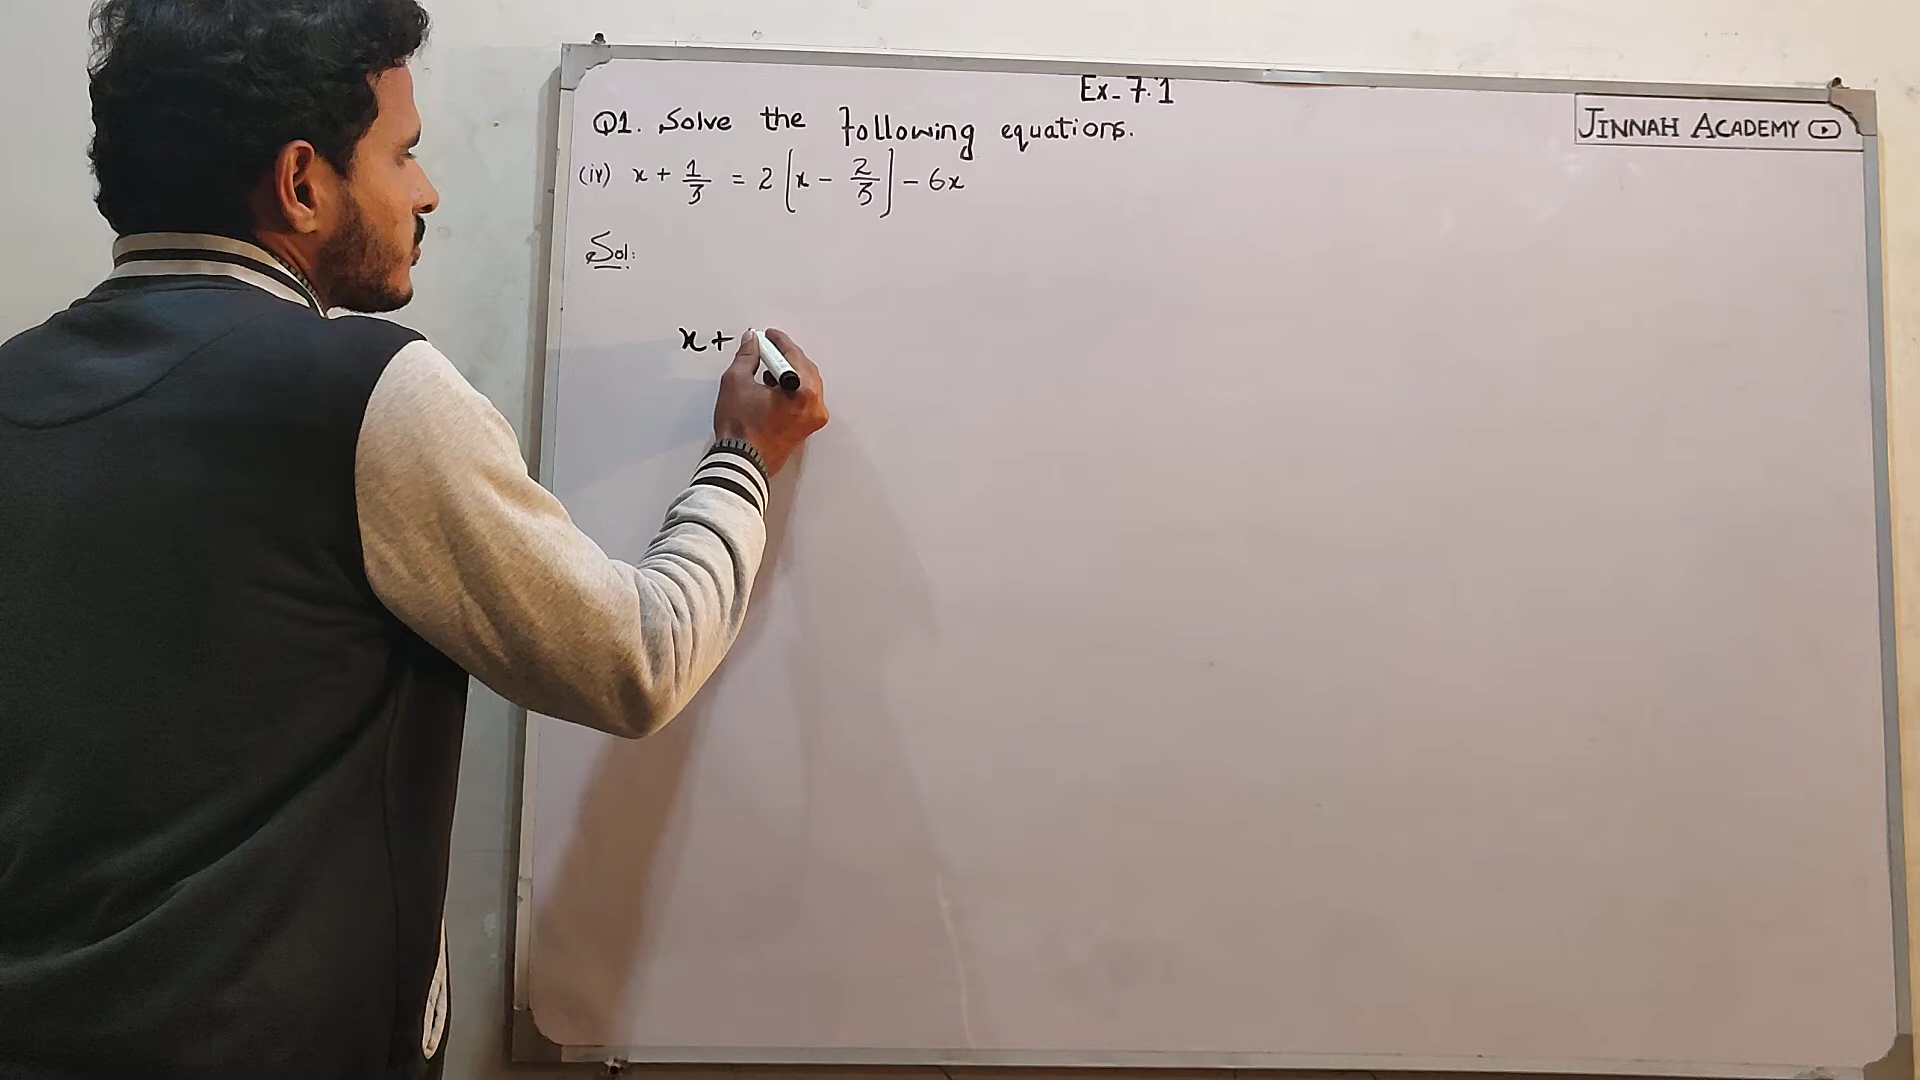 Ex-7.1
JINNAH ACADEMY
Q1. Solve the following equations.
(iv) x + 1/3 = 2 [x - 2/3] - 6x
Sol:
x +